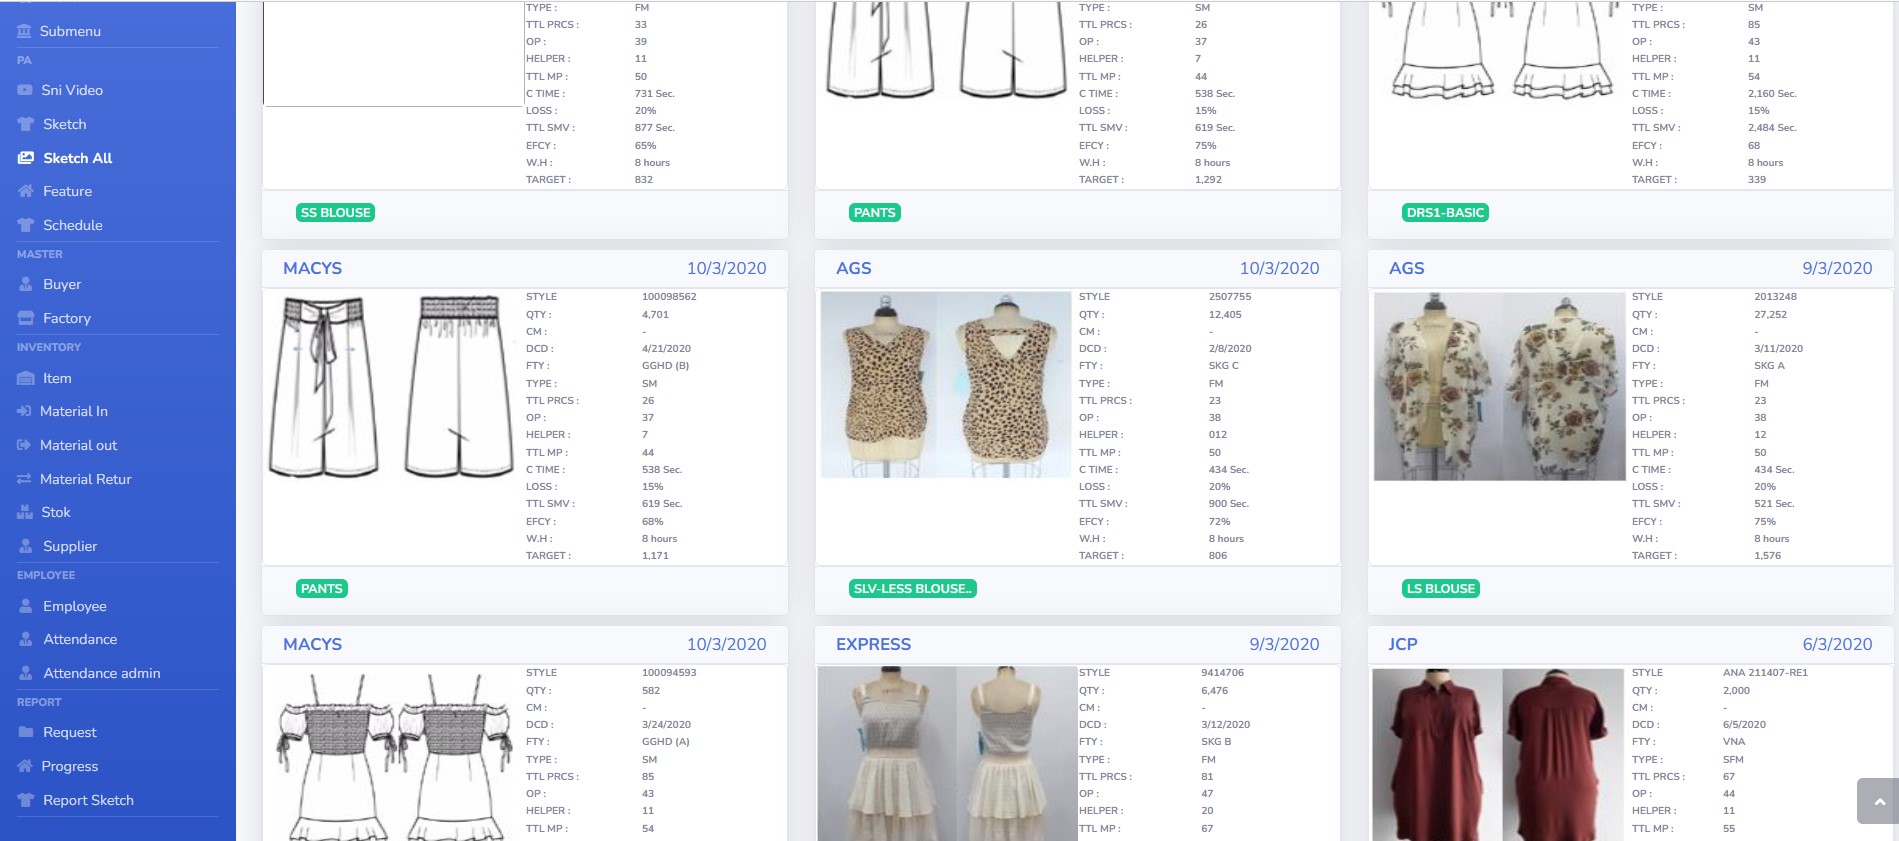 Submenu
PA
Sni Video
Sketch
Sketch All
Feature
Schedule
MASTER
Buyer
Factory
INVENTORY
Item
Material In
Material out
Material Retur
Stok
Supplier
EMPLOYEE
Employee
Attendance
Attendance admin
REPORT
Request
Progress
Report Sketch
TYPE : FM
TTL PRCS : 33
OP : 39
HELPER : 11
TTL MP : 50
C TIME : 731 Sec.
LOSS : 20%
TTL SMV : 877 Sec.
EFCY : 65%
W.H : 8 hours
TARGET : 832
SS BLOUSE
TYPE : SM
TTL PRCS : 26
OP : 37
HELPER : 7
TTL MP : 44
C TIME : 538 Sec.
LOSS : 15%
TTL SMV : 619 Sec.
EFCY : 75%
W.H : 8 hours
TARGET : 1,292
PANTS
TYPE : SM
TTL PRCS : 85
OP : 43
HELPER : 11
TTL MP : 54
C TIME : 2,160 Sec.
LOSS : 15%
TTL SMV : 2,484 Sec.
EFCY : 68
W.H : 8 hours
TARGET : 339
DRS1-BASIC
MACYS 10/3/2020
STYLE 100098562
QTY : 4,701
CM : -
DCD : 4/21/2020
FTY : GGHD (B)
TYPE : SM
TTL PRCS : 26
OP : 37
HELPER : 7
TTL MP : 44
C TIME : 538 Sec.
LOSS : 15%
TTL SMV : 619 Sec.
EFCY : 68%
W.H : 8 hours
TARGET : 1,171
PANTS
AGS 10/3/2020
STYLE 2507755
QTY : 12,405
CM : -
DCD : 2/8/2020
FTY : SKG C
TYPE : FM
TTL PRCS : 23
OP : 38
HELPER : 012
TTL MP : 50
C TIME : 434 Sec.
LOSS : 20%
TTL SMV : 900 Sec.
EFCY : 72%
W.H : 8 hours
TARGET : 806
SLV-LESS BLOUSE..
AGS 9/3/2020
STYLE 2013248
QTY : 27,252
CM : -
DCD : 3/11/2020
FTY : SKG A
TYPE : FM
TTL PRCS : 23
OP : 38
HELPER : 12
TTL MP : 50
C TIME : 434 Sec.
LOSS : 20%
TTL SMV : 521 Sec.
EFCY : 75%
W.H : 8 hours
TARGET : 1,576
LS BLOUSE
MACYS 10/3/2020
STYLE 100094593
QTY : 582
CM : -
DCD : 3/24/2020
FTY : GGHD (A)
TYPE : SM
TTL PRCS : 85
OP : 43
HELPER : 11
TTL MP : 54
EXPRESS 9/3/2020
STYLE 9414706
QTY : 6,476
CM : -
DCD : 3/12/2020
FTY : SKG B
TYPE : FM
TTL PRCS : 81
OP : 47
HELPER : 20
TTL MP : 67
JCP 6/3/2020
STYLE ANA 211407-RE1
QTY : 2,000
CM : -
DCD : 6/5/2020
FTY : VNA
TYPE : SFM
TTL PRCS : 67
OP : 44
HELPER : 11
TTL MP : 55